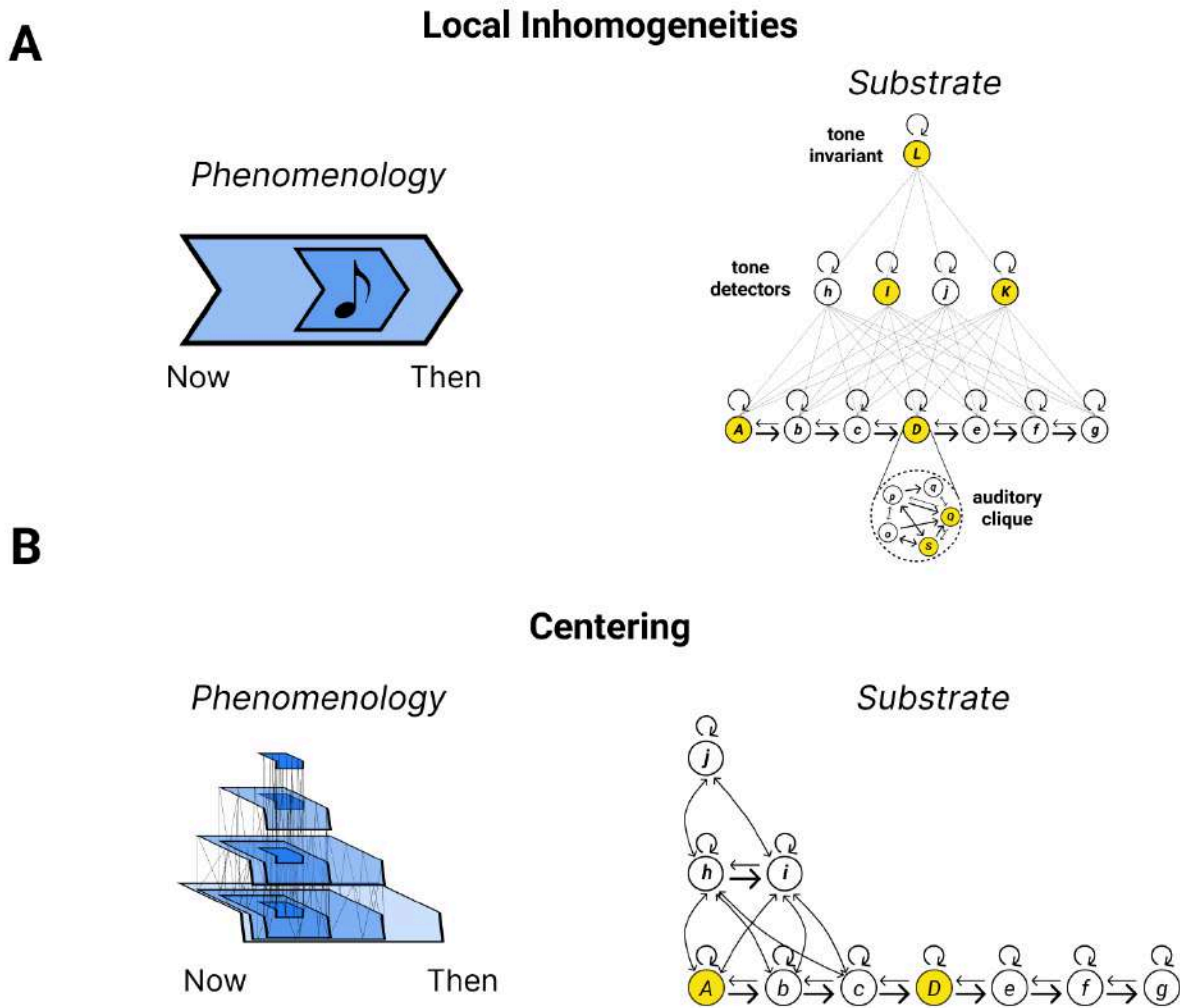 A
Local Inhomogeneities
Phenomenology
Now Then
Substrate
tone
invariant
L
tone
detectors
h I j K
A b c D e f g
p q
Q
o
S
auditory
clique
B
Centering
Phenomenology
Now Then
Substrate
j
h i
A b c D e f g